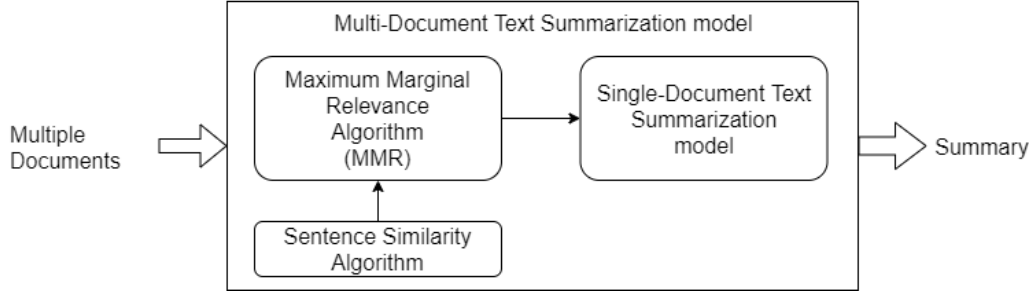 Multi-Document Text Summarization model
Multiple
Documents
Maximum Marginal
Relevance
Algorithm
(MMR)
Sentence Similarity
Algorithm
Single-Document Text
Summarization
model
Summary